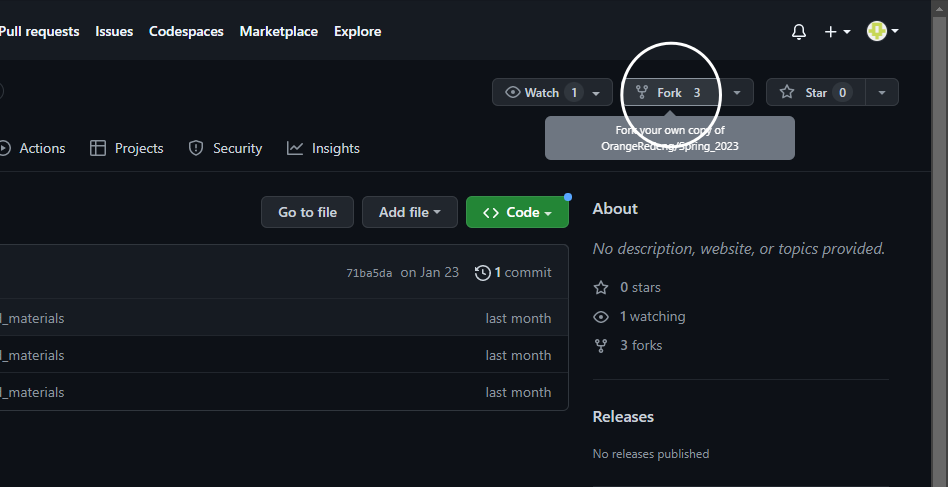 Pull requests Issues Codespaces Marketplace Explore
Watch 1 Fork 3 Star 0
Fork your own copy of
OrangeRedeng/Spring_2023
Actions Projects Security Insights
Go to file Add file Code
About
No description, website, or topics provided.
71ba5da on Jan 23 1 commit
0 stars
_materials last month
1 watching
3 forks
_materials last month
_materials last month
Releases
No releases published